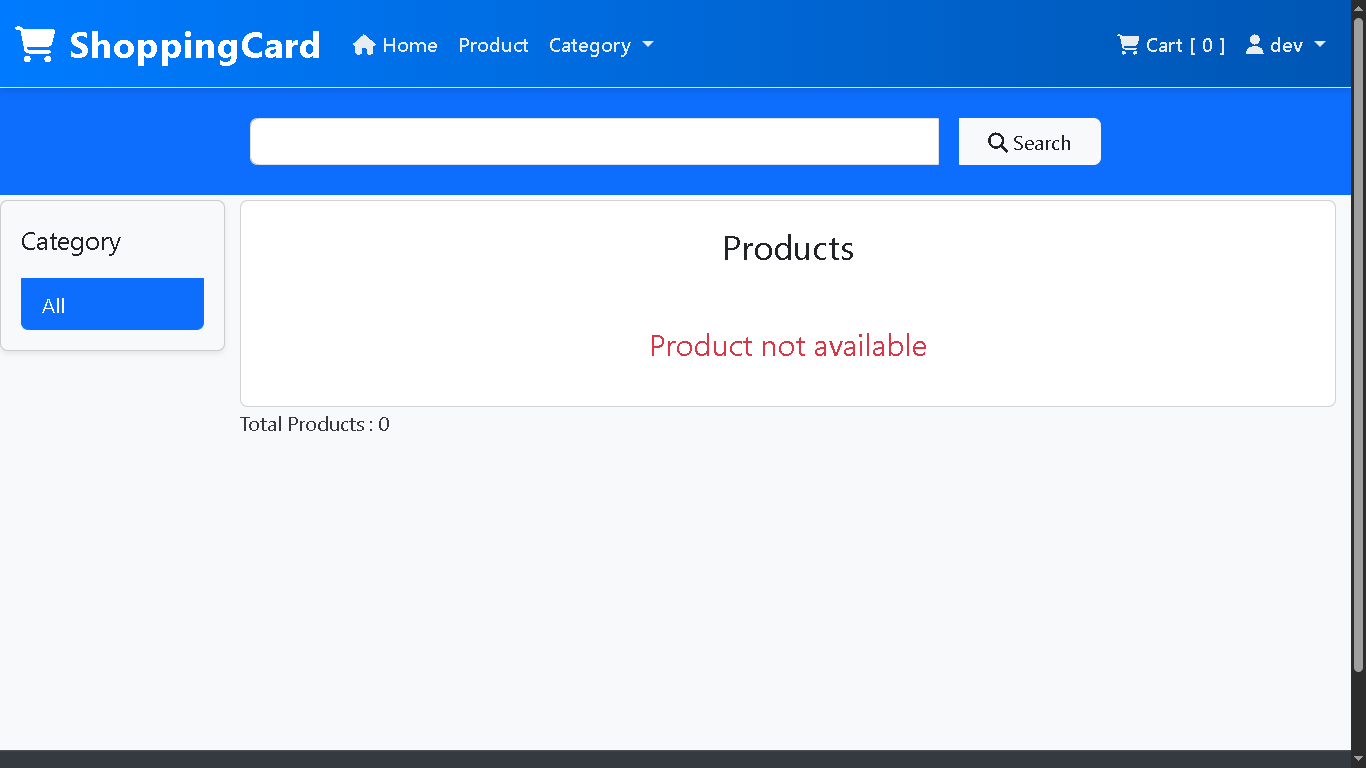 ShoppingCard Home Product Category Cart [ 0 ] dev
Search
Category
All
Products
Product not available
Total Products : 0